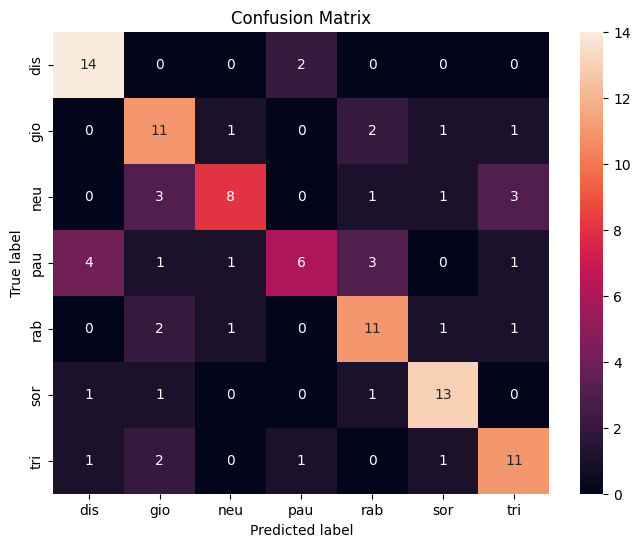 Confusion Matrix
True label
dis 14 0 0 2 0 0 0
gio 0 11 1 0 2 1 1
neu 0 3 8 0 1 1 3
pau 4 1 1 6 3 0 1
rab 0 2 1 0 11 1 1
sor 1 1 0 0 1 13 0
tri 1 2 0 1 0 1 11
dis gio neu pau rab sor tri
Predicted label
14
12
10
8
6
4
2
0